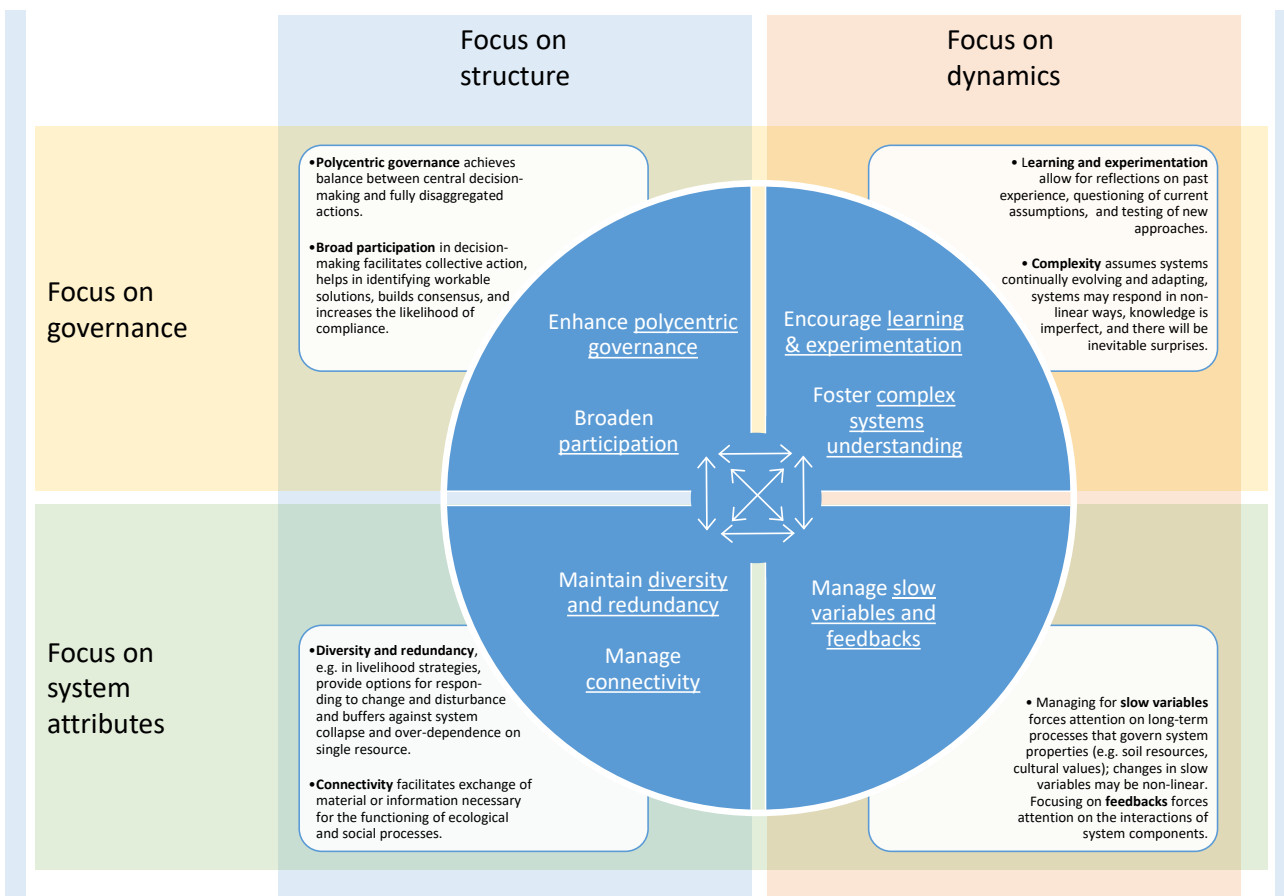 Focus on
structure
Focus on
dynamics
Focus on
governance
•Polycentric governance achieves
balance between central decision-
making and fully disaggregated
actions.
•Broad participation in decision-
making facilitates collective action,
helps in identifying workable
solutions, builds consensus, and
increases the likelihood of
compliance.
• Learning and experimentation
allow for reflections on past
experience, questioning of current
assumptions, and testing of new
approaches.
• Complexity assumes systems
continually evolving and adapting,
systems may respond in non-
linear ways, knowledge is
imperfect, and there will be
inevitable surprises.
Enhance polycentric
governance
Broaden
participation
Encourage learning
& experimentation
Foster complex
systems
understanding
Focus on
system
attributes
Maintain diversity
and redundancy
Manage
connectivity
Manage slow
variables and
feedbacks
•Diversity and redundancy,
e.g. in livelihood strategies,
provide options for respon-
ding to change and disturbance
and buffers against system
collapse and over-dependence on
single resource.
•Connectivity facilitates exchange of
material or information necessary
for the functioning of ecological
and social processes.
• Managing for slow variables
forces attention on long-term
processes that govern system
properties (e.g. soil resources,
cultural values); changes in slow
variables may be non-linear.
Focusing on feedbacks forces
attention on the interactions of
system components.